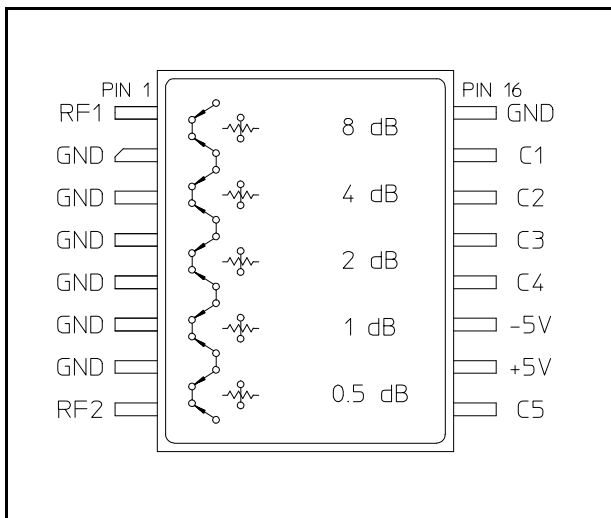 PIN 1 PIN 16
RF1 8 dB GND
GND C1
GND 4 dB C2
GND 2 dB C3
GND C4
GND 1 dB -5V
GND +5V
RF2 0.5 dB C5